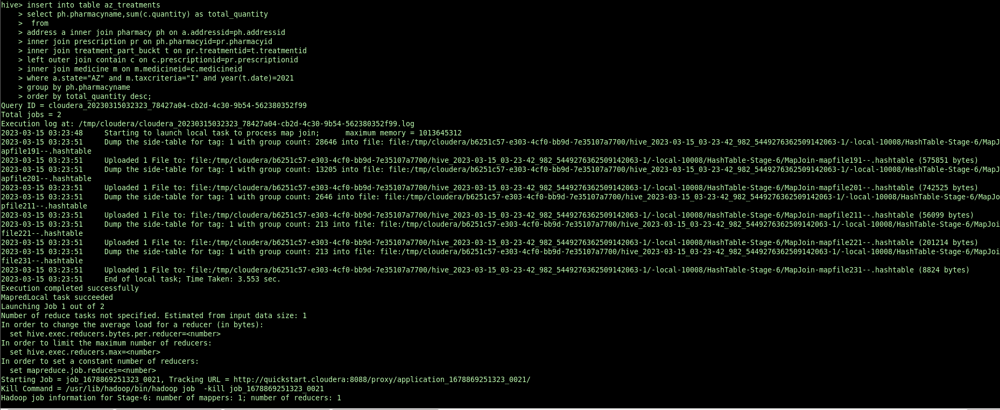 hive> insert into table az_treatments
    > select ph.pharmacyname,sum(c.quantity) as total_quantity
    >  from
    > address a inner join pharmacy ph on a.addressid=ph.addressid
    > inner join prescription pr on ph.pharmacyid=pr.pharmacyid
    > inner join treatment_part_buckt t on pr.treatmentid=t.treatmentid
    > left outer join contain c on c.prescriptionid=pr.prescriptionid
    > inner join medicine m on m.medicineid=c.medicineid
    > where a.state="AZ" and m.taxcriteria="I" and year(t.date)=2021
    > group by ph.pharmacyname
    > order by total_quantity desc;
Query ID = cloudera_20230315032323_78427a04-cb2d-4c30-9b54-562380352f99
Total jobs = 2
Execution log at: /tmp/cloudera/cloudera_20230315032323_78427a04-cb2d-4c30-9b54-562380352f99.log
2023-03-15 03:23:48     Starting to launch local task to process map join;      maximum memory = 1013645312
2023-03-15 03:23:51     Dump the side-table for tag: 1 with group count: 28646 into file: file:/tmp/cloudera/b6251c57-e303-4cf0-bb9d-7e35107a7700/hive_2023-03-15_03-23-42_982_5449276362509142063-1/-local-10008/HashTable-Stage-6/MapJ
apfile191--.hashtable
2023-03-15 03:23:51     Uploaded 1 File to: file:/tmp/cloudera/b6251c57-e303-4cf0-bb9d-7e35107a7700/hive_2023-03-15_03-23-42_982_5449276362509142063-1/-local-10008/HashTable-Stage-6/MapJoin-mapfile191--.hashtable (575851 bytes)
2023-03-15 03:23:51     Dump the side-table for tag: 1 with group count: 13205 into file: file:/tmp/cloudera/b6251c57-e303-4cf0-bb9d-7e35107a7700/hive_2023-03-15_03-23-42_982_5449276362509142063-1/-local-10008/HashTable-Stage-6/MapJ
apfile201--.hashtable
2023-03-15 03:23:51     Uploaded 1 File to: file:/tmp/cloudera/b6251c57-e303-4cf0-bb9d-7e35107a7700/hive_2023-03-15_03-23-42_982_5449276362509142063-1/-local-10008/HashTable-Stage-6/MapJoin-mapfile201--.hashtable (742525 bytes)
2023-03-15 03:23:51     Dump the side-table for tag: 1 with group count: 2646 into file: file:/tmp/cloudera/b6251c57-e303-4cf0-bb9d-7e35107a7700/hive_2023-03-15_03-23-42_982_5449276362509142063-1/-local-10008/HashTable-Stage-6/MapJo
pfile211--.hashtable
2023-03-15 03:23:51     Uploaded 1 File to: file:/tmp/cloudera/b6251c57-e303-4cf0-bb9d-7e35107a7700/hive_2023-03-15_03-23-42_982_5449276362509142063-1/-local-10008/HashTable-Stage-6/MapJoin-mapfile211--.hashtable (56099 bytes)
2023-03-15 03:23:51     Dump the side-table for tag: 1 with group count: 213 into file: file:/tmp/cloudera/b6251c57-e303-4cf0-bb9d-7e35107a7700/hive_2023-03-15_03-23-42_982_5449276362509142063-1/-local-10008/HashTable-Stage-6/MapJoi
file221--.hashtable
2023-03-15 03:23:51     Uploaded 1 File to: file:/tmp/cloudera/b6251c57-e303-4cf0-bb9d-7e35107a7700/hive_2023-03-15_03-23-42_982_5449276362509142063-1/-local-10008/HashTable-Stage-6/MapJoin-mapfile221--.hashtable (201214 bytes)
2023-03-15 03:23:51     Dump the side-table for tag: 1 with group count: 213 into file: file:/tmp/cloudera/b6251c57-e303-4cf0-bb9d-7e35107a7700/hive_2023-03-15_03-23-42_982_5449276362509142063-1/-local-10008/HashTable-Stage-6/MapJoi
file231--.hashtable
2023-03-15 03:23:51     Uploaded 1 File to: file:/tmp/cloudera/b6251c57-e303-4cf0-bb9d-7e35107a7700/hive_2023-03-15_03-23-42_982_5449276362509142063-1/-local-10008/HashTable-Stage-6/MapJoin-mapfile231--.hashtable (8824 bytes)
2023-03-15 03:23:51     End of local task; Time Taken: 3.553 sec.
Execution completed successfully
MapredLocal task succeeded
Launching Job 1 out of 2
Number of reduce tasks not specified. Estimated from input data size: 1
In order to change the average load for a reducer (in bytes):
  set hive.exec.reducers.bytes.per.reducer=<number>
In order to limit the maximum number of reducers:
  set hive.exec.reducers.max=<number>
In order to set a constant number of reducers:
  set mapreduce.job.reduces=<number>
Starting Job = job_1678869251323_0021, Tracking URL = http://quickstart.cloudera:8088/proxy/application_1678869251323_0021/
Kill Command = /usr/lib/hadoop/bin/hadoop job  -kill job_1678869251323_0021
Hadoop job information for Stage-6: number of mappers: 1; number of reducers: 1